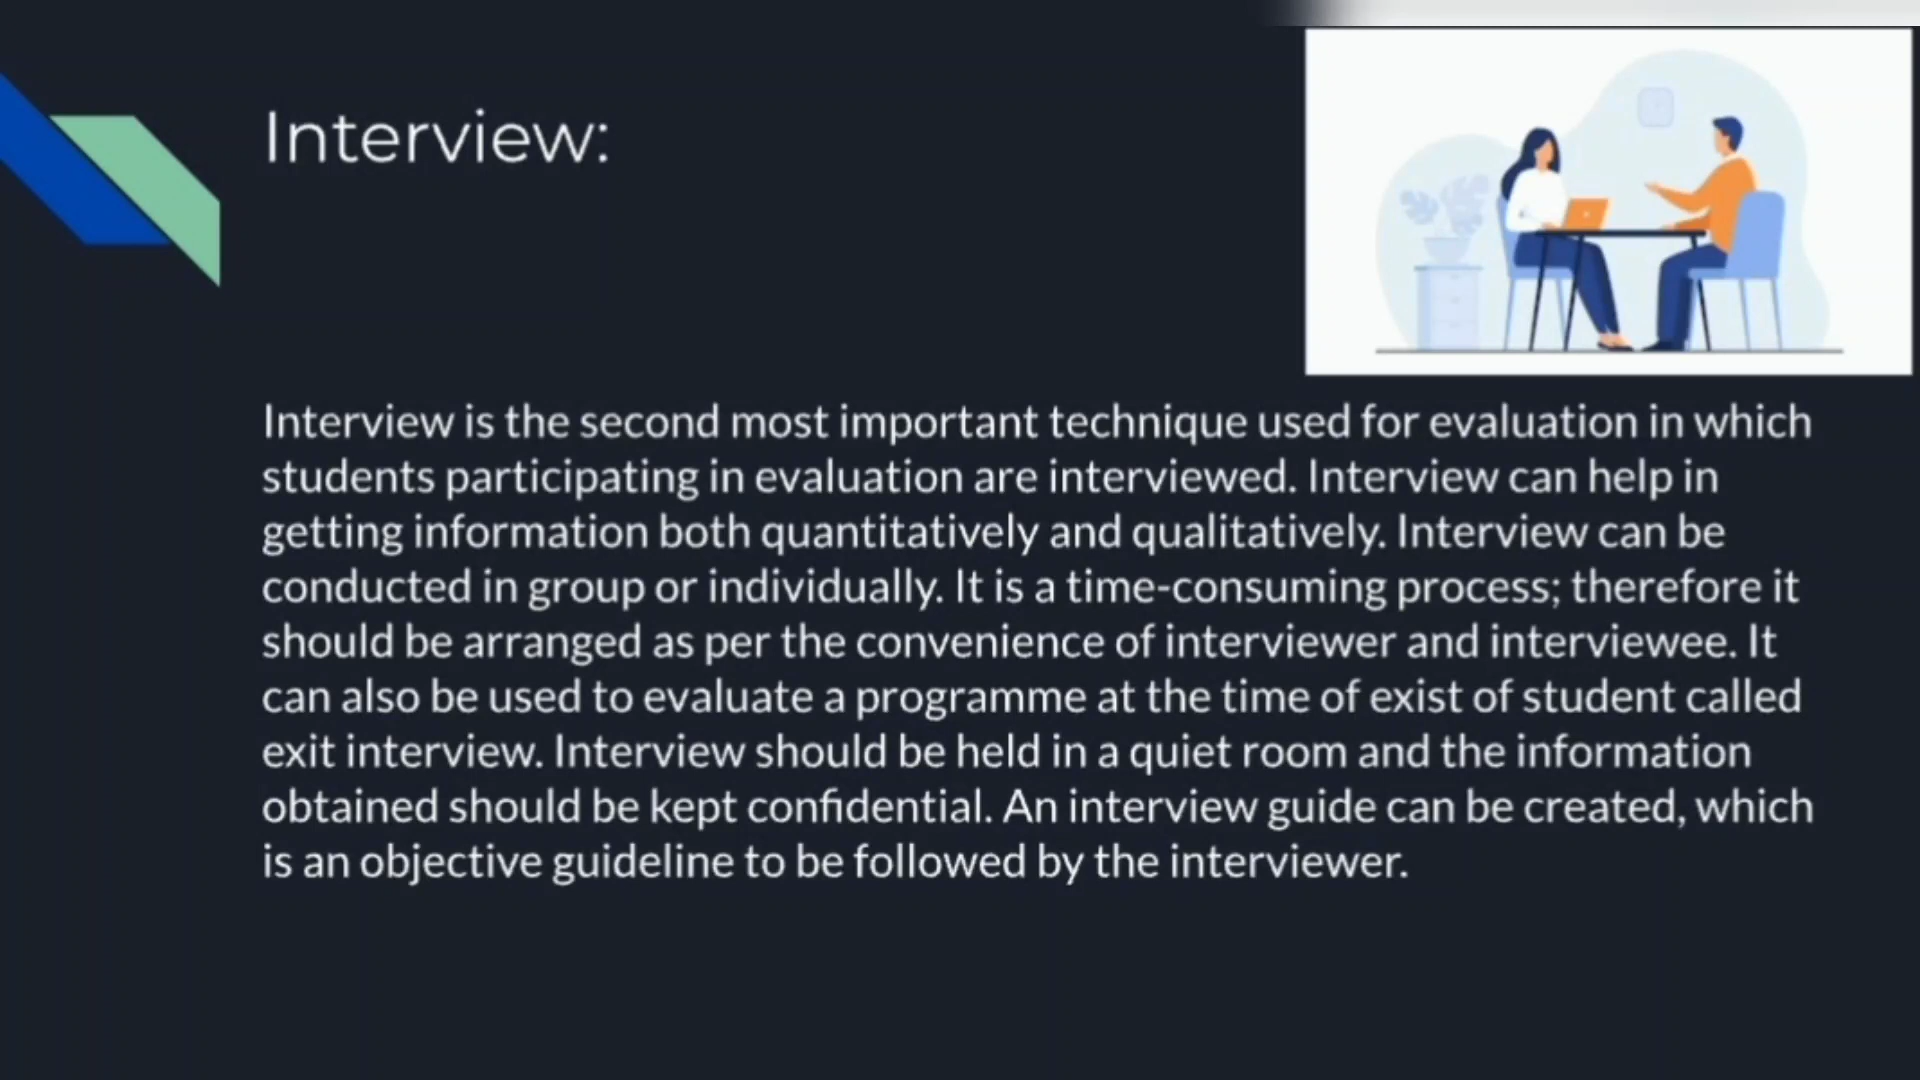 Interview:
Interview is the second most important technique used for evaluation in which
students participating in evaluation are interviewed. Interview can help in
getting information both quantitatively and qualitatively. Interview can be
conducted in group or individually. It is a time-consuming process; therefore it
should be arranged as per the convenience of interviewer and interviewee. It
can also be used to evaluate a programme at the time of exist of student called
exit interview. Interview should be held in a quiet room and the information
obtained should be kept confidential. An interview guide can be created, which
is an objective guideline to be followed by the interviewer.